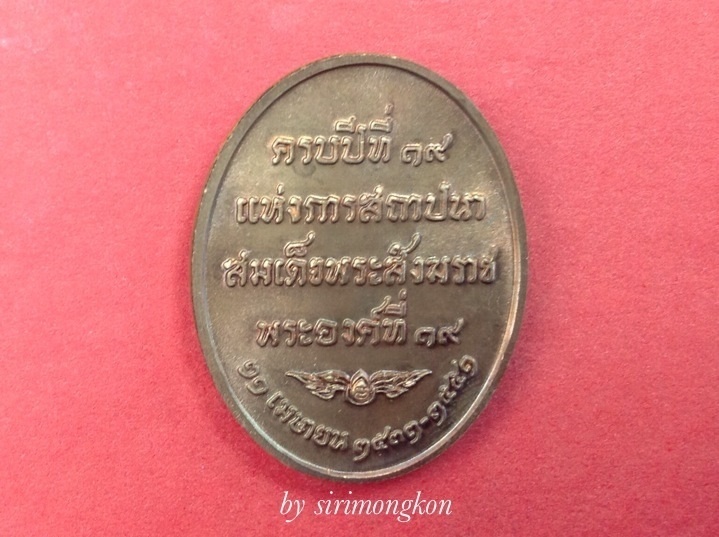 ครบปีที่ ๑๙
แห่งการสถาปนา
สมเด็จพระสังฆราช
พระองค์ที่ ๑๙
๒๑ เมษายน ๒๕๓๒-๒๕๕๑
by sirimongkon